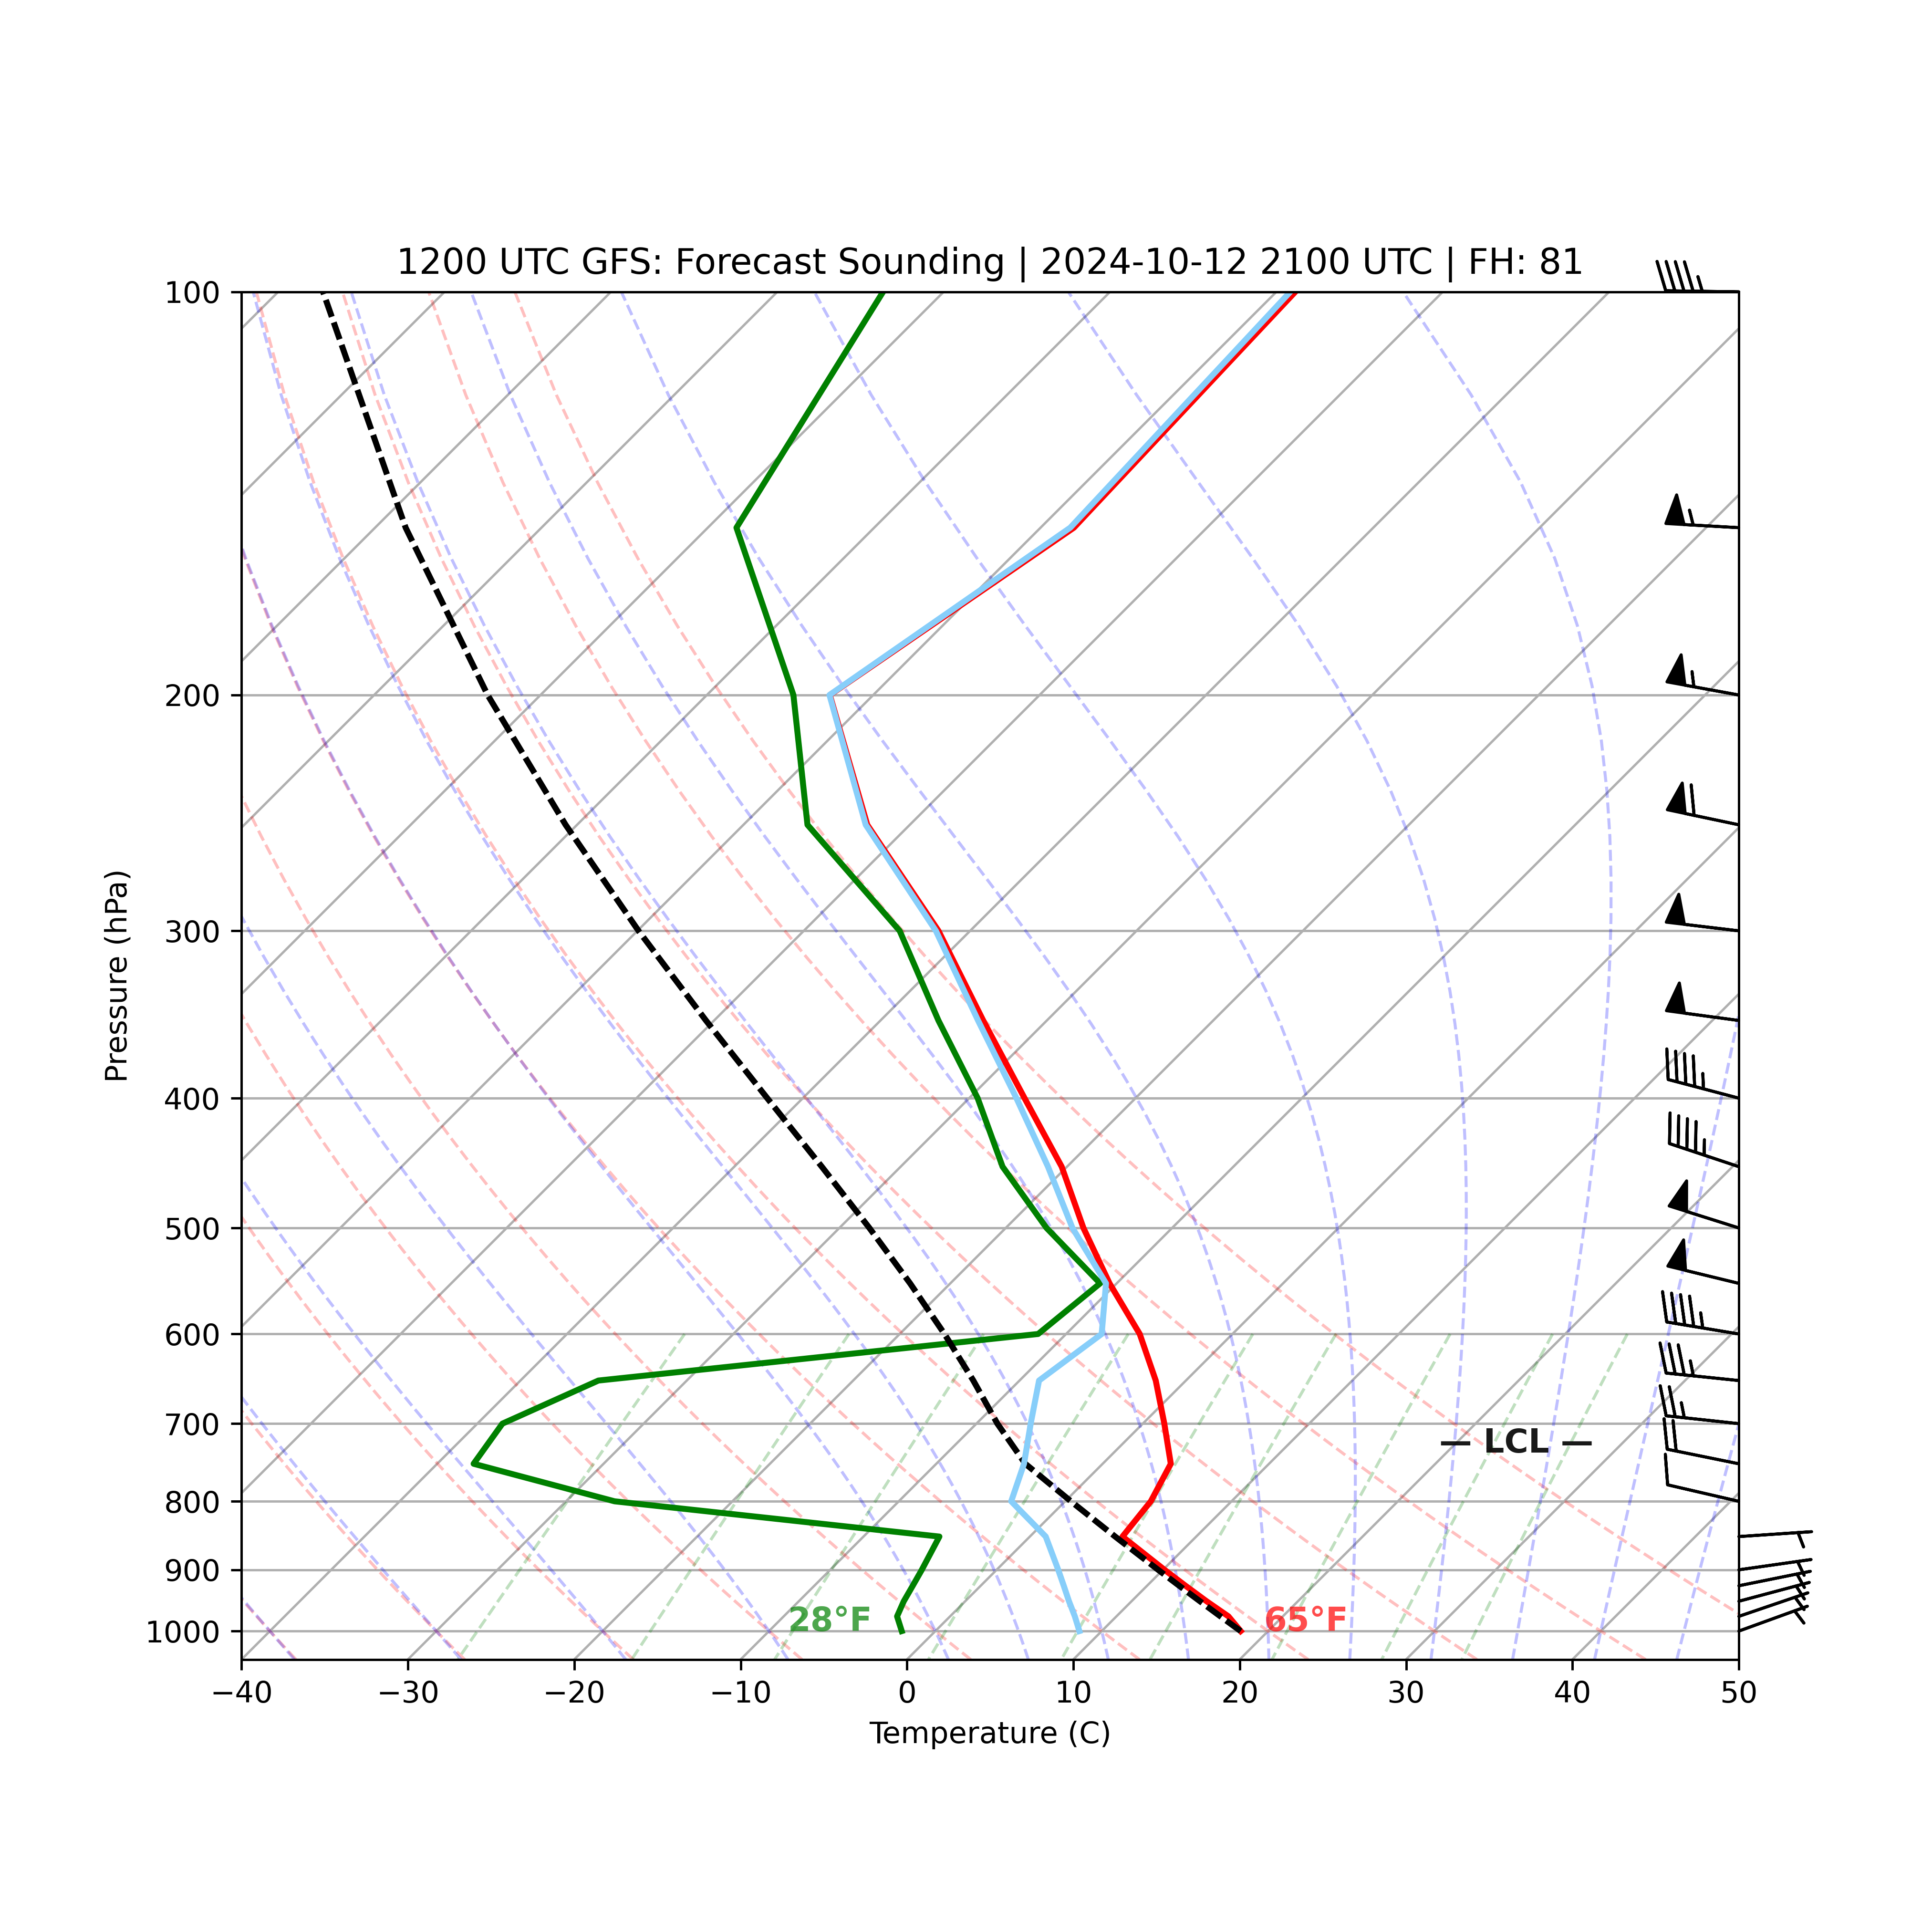 1200 UTC GFS: Forecast Sounding | 2024-10-12 2100 UTC | FH: 81
100
200
300
400
500
600
700
800
900
1000
Pressure (hPa)
— LCL —
28°F
65°F
−40 −30 −20 −10 0 10 20 30 40 50
Temperature (C)